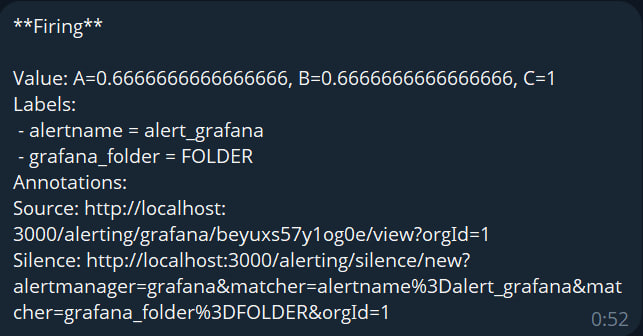 **Firing**
Value: A=0.6666666666666666, B=0.6666666666666666, C=1
Labels:
- alertname = alert_grafana
- grafana_folder = FOLDER
Annotations:
Source: http://localhost:
3000/alerting/grafana/beyuxs57y1og0e/view?orgId=1
Silence: http://localhost:3000/alerting/silence/new?
alertmanager=grafana&matcher=alertname%3Dalert_grafana&mat
cher=grafana_folder%3DFOLDER&orgId=1
0:52